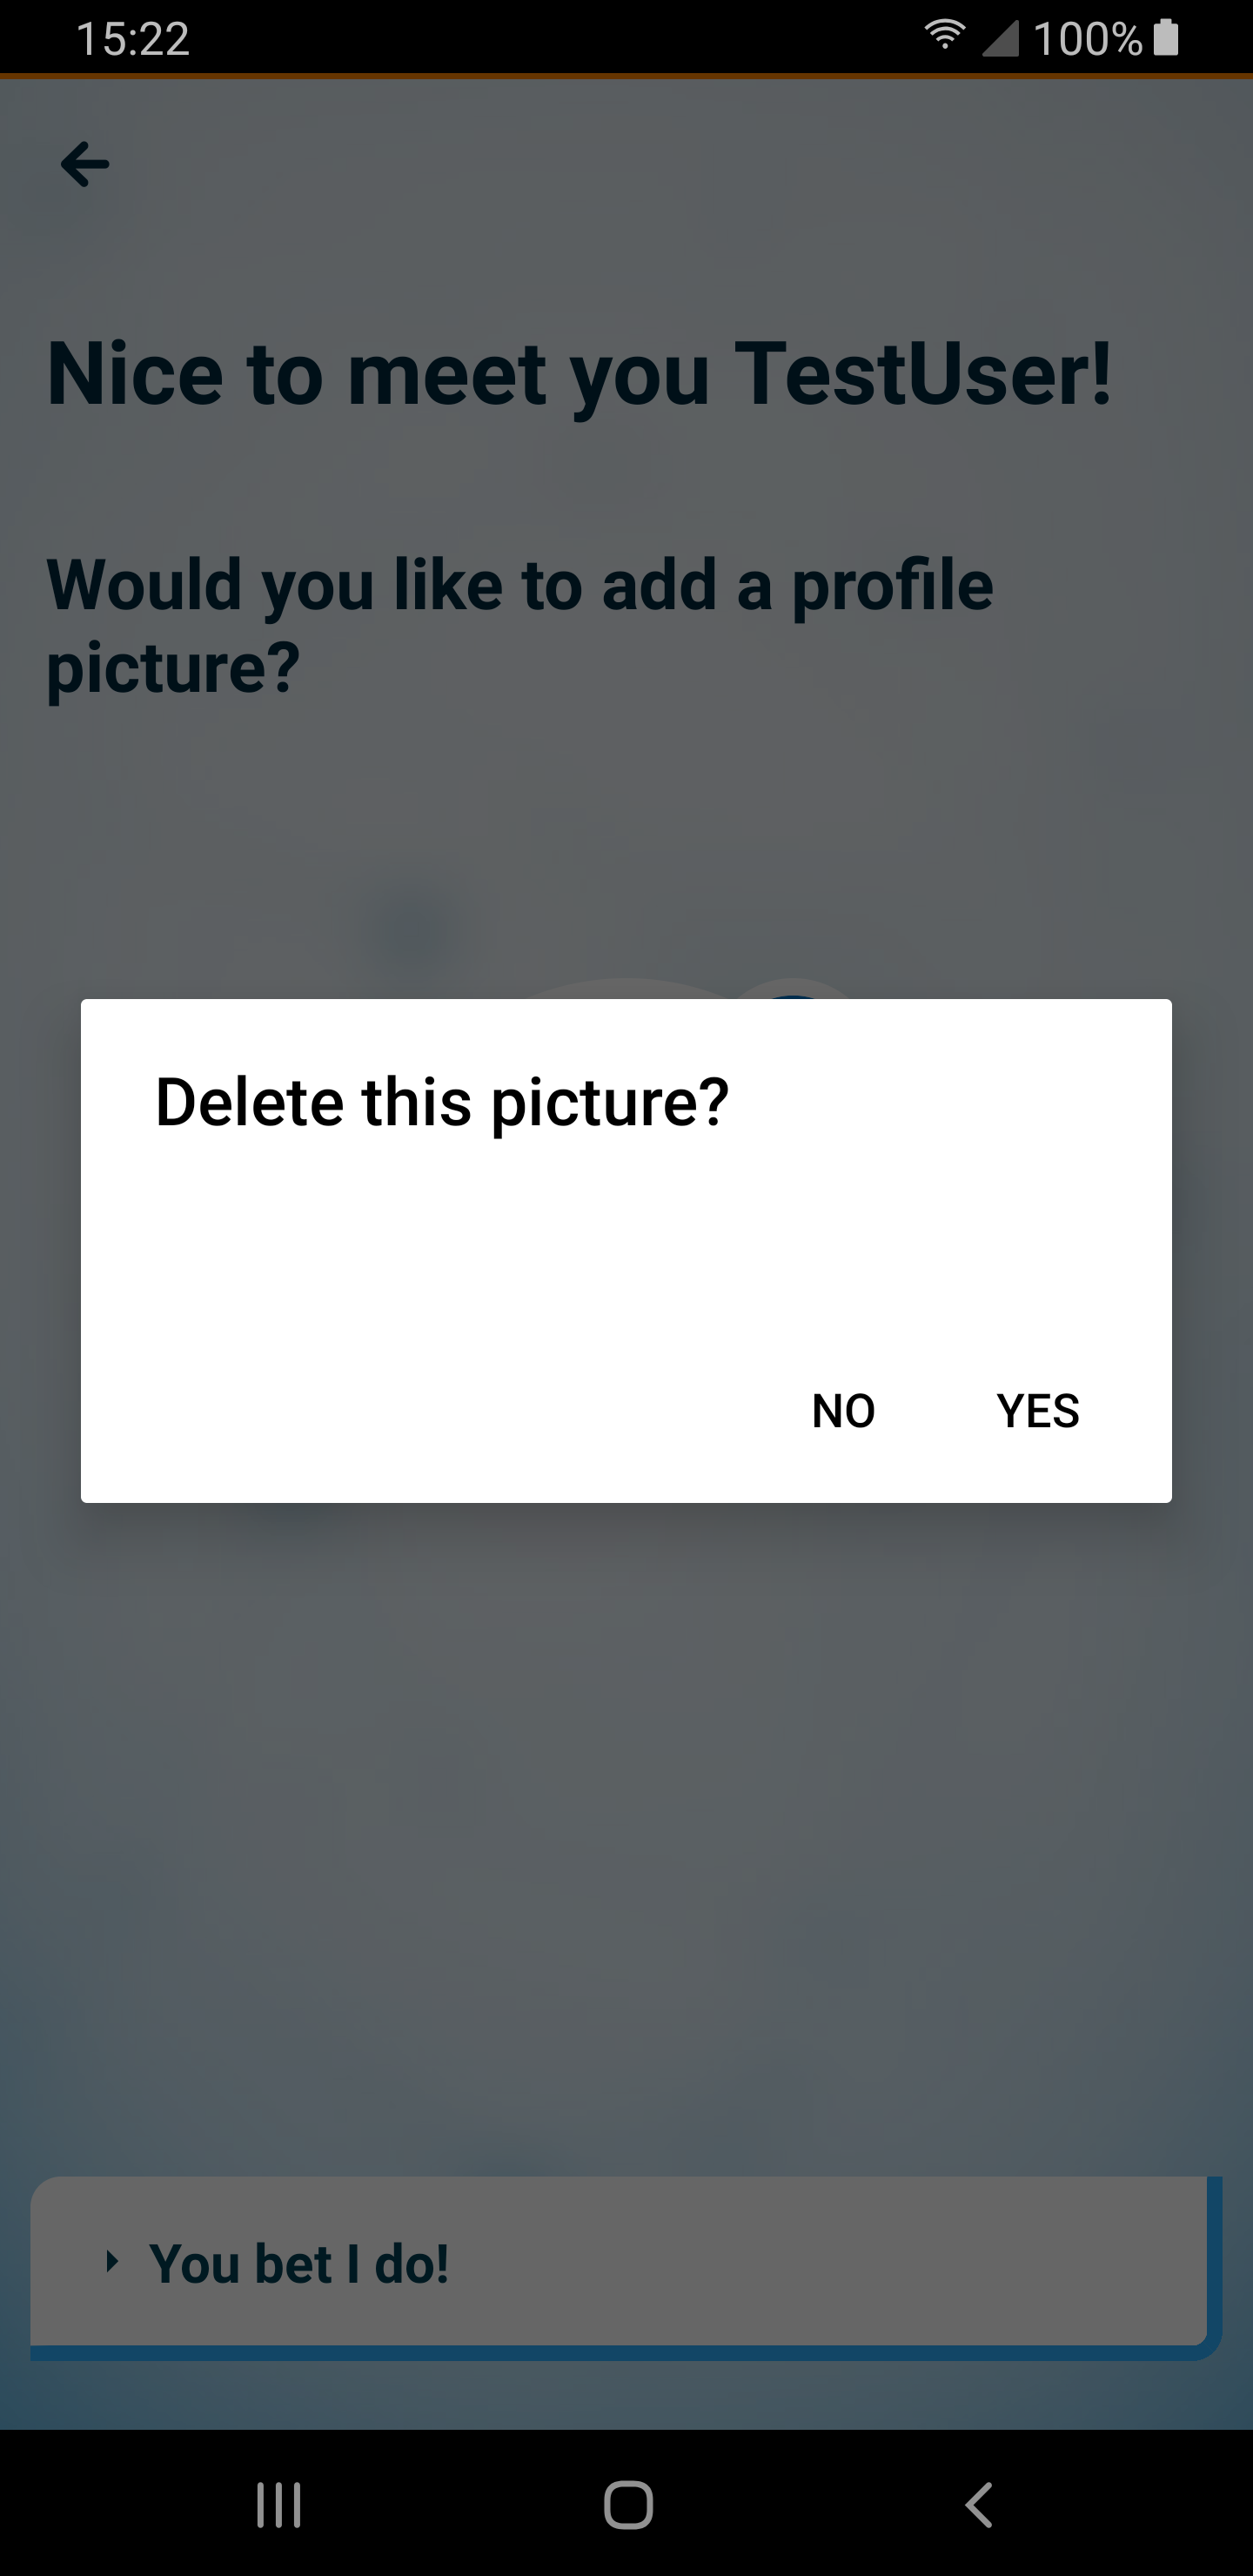 15:22
100%
Nice to meet you TestUser!
Would you like to add a profile
picture?
Delete this picture?
NO YES
You bet I do!